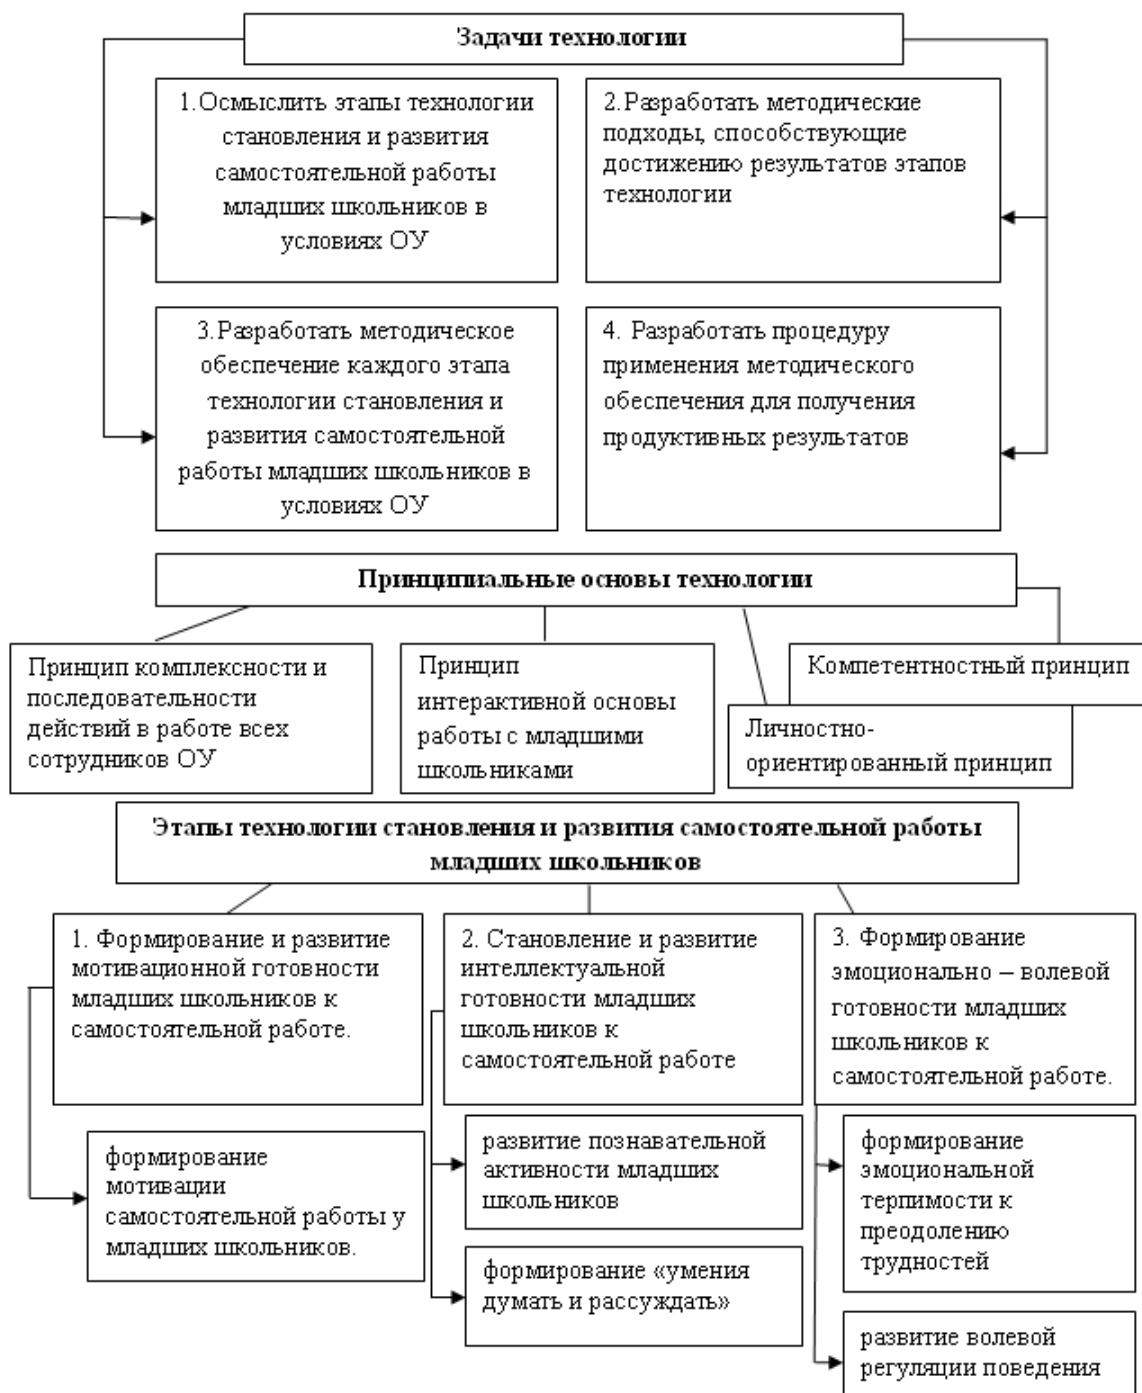 Задачи технологии
1.Осмыслить этапы технологии
становления и развития
самостоятельной работы
младших школьников в
условиях ОУ
2.Разработать методические
подходы, способствующие
достижению результатов этапов
технологии
3.Разработать методическое
обеспечение каждого этапа
технологии становления и
развития самостоятельной
работы младших школьников в
условиях ОУ
4. Разработать процедуру
применения методического
обеспечения для получения
продуктивных результатов
Принципиальные основы технологии
Принцип комплексности и
последовательности
действий в работе всех
сотрудников ОУ
Принцип
интерактивной основы
работы с младшими
школьниками
Компетентностный принцип
Личностно-
ориентированный принцип
Этапы технологии становления и развития самостоятельной работы
младших школьников
1. Формирование и развитие
мотивационной готовности
младших школьников к
самостоятельной работе.
2. Становление и развитие
интеллектуальной
готовности младших
школьников к
самостоятельной работе
3. Формирование
эмоционально – волевой
готовности младших
школьников к
самостоятельной работе.
формирование
мотивации
самостоятельной работы у
младших школьников.
развитие познавательной
активности младших
школьников
формирование «умения
думать и рассуждать»
формирование
эмоциональной
терпимости к
преодолению
трудностей
развитие волевой
регуляции поведения